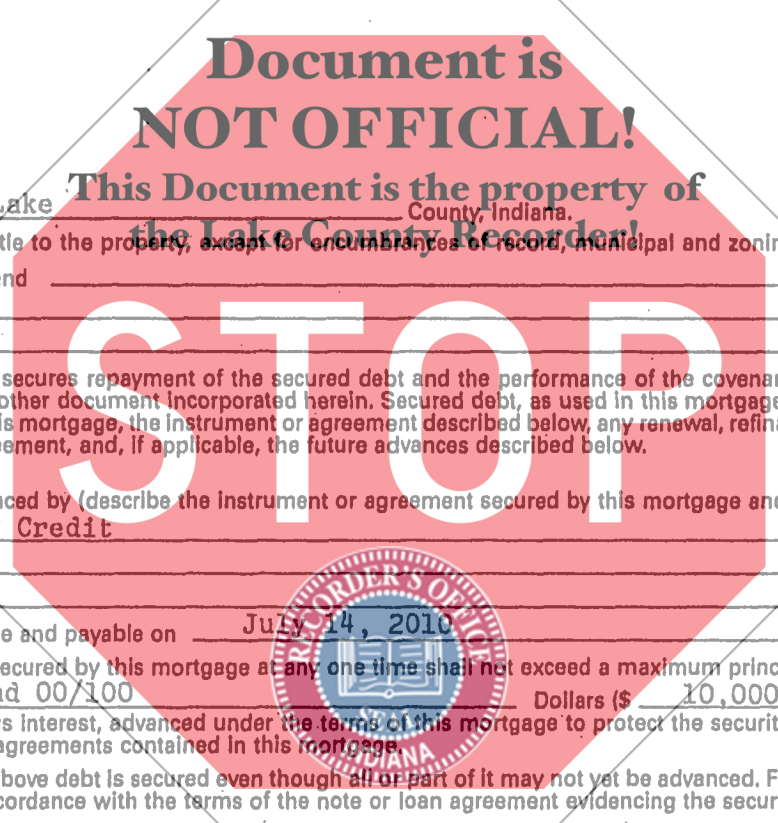 Document is
NOT OFFICIAL!
This Document is the property of
the Lake County Recorder!
Lake County, Indiana.
tle to the property, except for encumbrances of record, municipal and zonin
nd
STOP
secures repayment of the secured debt and the performance of the covenan
other document incorporated herein. Secured debt, as used in this mortgage
is mortgage, the instrument or agreement described below, any renewal, refina
eement, and, if applicable, the future advances described below.
nced by (describe the instrument or agreement secured by this mortgage and
Credit
e and payable on July 14, 2010
ecured by this mortgage at any one time shall not exceed a maximum princ
nd 00/100 Dollars ($ 10,000
s interest, advanced under the terms of this mortgage to protect the securit
agreements contained in this mortgage.
bove debt is secured even though all or part of it may not yet be advanced. F
cordance with the terms of the note or loan agreement evidencing the secur
RECORDER'S OFFICE
SEAL
INDIANA